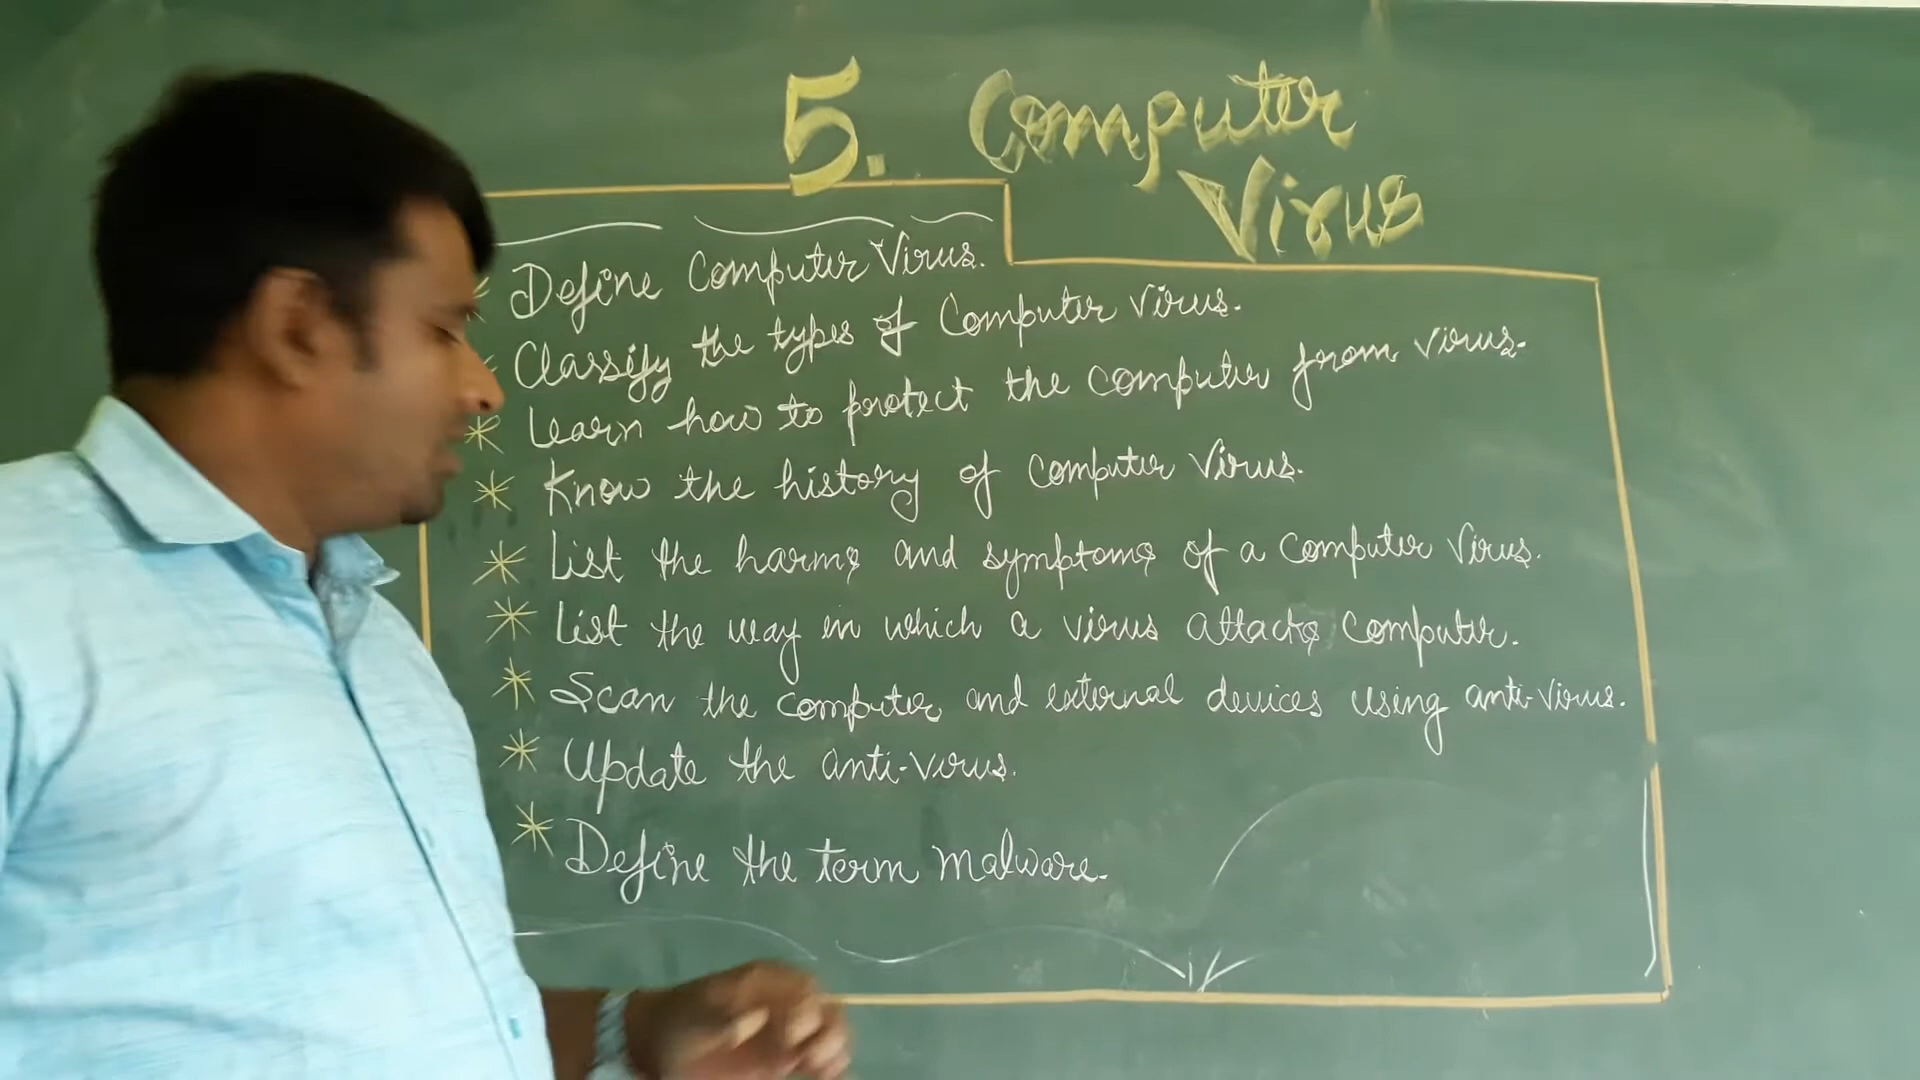 5. Computer
Virus
Define Computer Virus.
Classify the types of Computer Virus.
Learn how to protect the computer from virus.
Know the history of computer Virus.
List the harms and symptoms of a computer virus.
List the way in which a virus attacks computer.
Scan the computer and external devices using anti-virus.
Update the anti-virus.
Define the term malware.